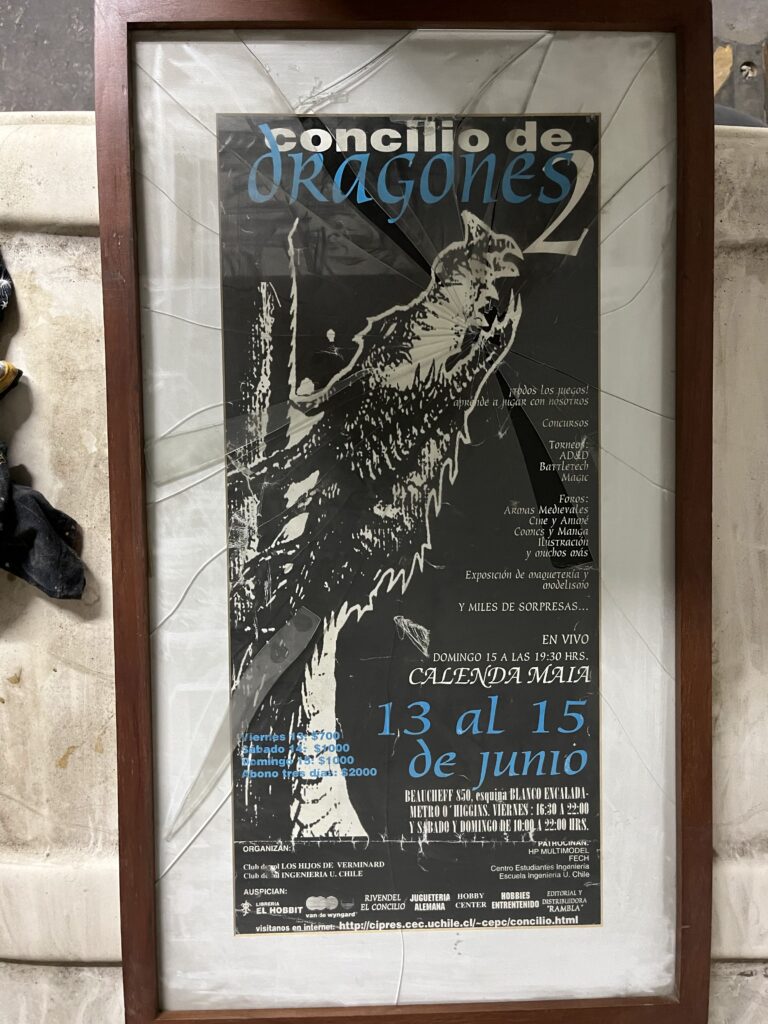 concilio de
dragones
2
¡todos los juegos!
aprende a jugar con nosotros
Concursos
Torneos:
AD&D
Battletech
Magic
Foros:
Armas Medievales
Cine y Animé
Comics y Manga
Ilustración
y muchos más
Exposición de maquetería y
modelismo
Y MILES DE SORPRESAS...
EN VIVO
DOMINGO 15 A LAS 19:30 HRS.
CALENDA MAIA
13 al 15
de junio
Viernes 13: $700
Sábado 14: $1000
Domingo 15: $1000
Abono tres días: $2000
BEAUCHEFF 850, esquina BLANCO ENCALADA-
METRO O´HIGGINS. VIERNES : 16:30 A 22:00
Y SABADO Y DOMINGO DE 10:00 A 22:00 HRS.
ORGANIZAN:
Club de rol LOS HIJOS DE VERMINARD
Club de INGENIERIA U. CHILE
PATROCINAN:
HP MULTIMODEL
FECH
Centro Estudiantes Ingeniería
Escuela Ingeniería U. Chile
AUSPICIAN:
LIBRERIA
EL HOBBIT
van de wyngard
RIVENDEL
EL CONCILIO
JUGUETERIA
ALEMANA
HOBBY
CENTER
HOBBIES
ENTRENTENIDO
EDITORIAL Y
DISTRIBUIDORA
"RAMBLA"
visitanos en internet: http://cipres.cec.uchile.cl/~cepc/concilio.html